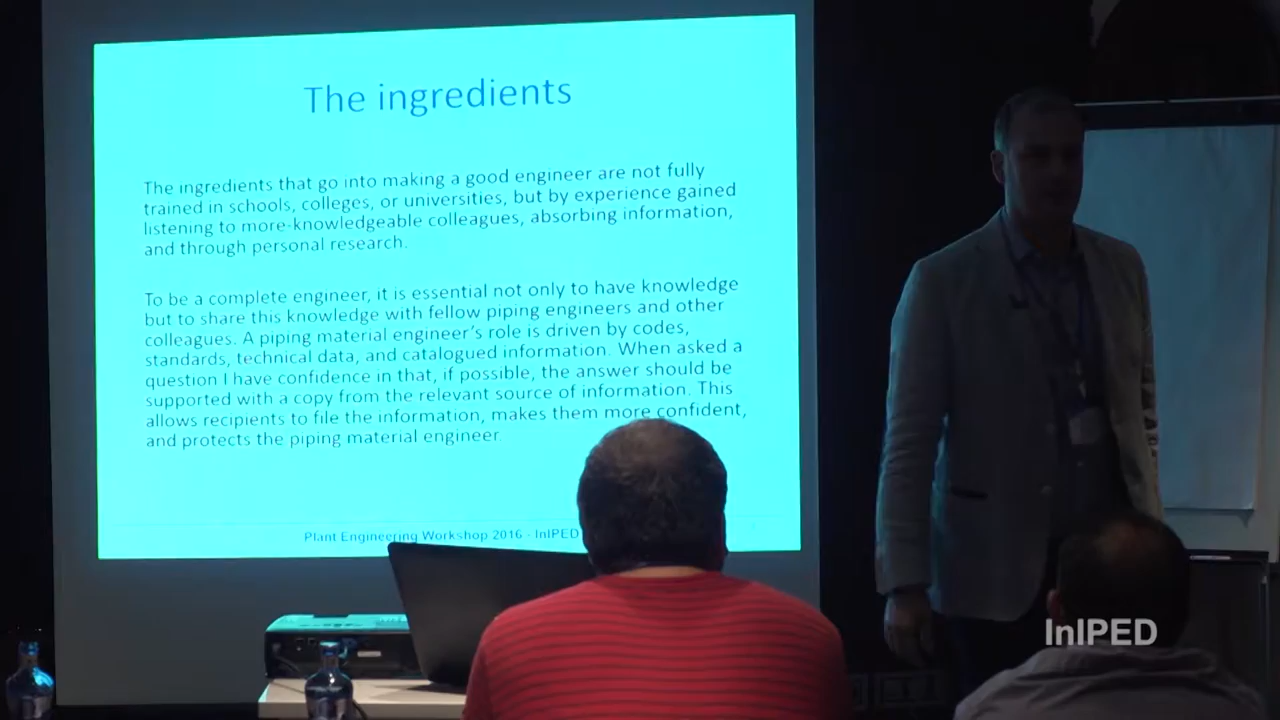 The ingredients
The ingredients that go into making a good engineer are not fully
trained in schools, colleges, or universities, but by experience gained
listening to more-knowledgeable colleagues, absorbing information,
and through personal research.
To be a complete engineer, it is essential not only to have knowledge
but to share this knowledge with fellow piping engineers and other
colleagues. A piping material engineer's role is driven by codes,
standards, technical data, and catalogued information. When asked a
question I have confidence in that, if possible, the answer should be
supported with a copy from the relevant source of information. This
allows recipients to file the information, makes them more confident,
and protects the piping material engineer.
Plant Engineering Workshop 2016 - InIPED
InIPED